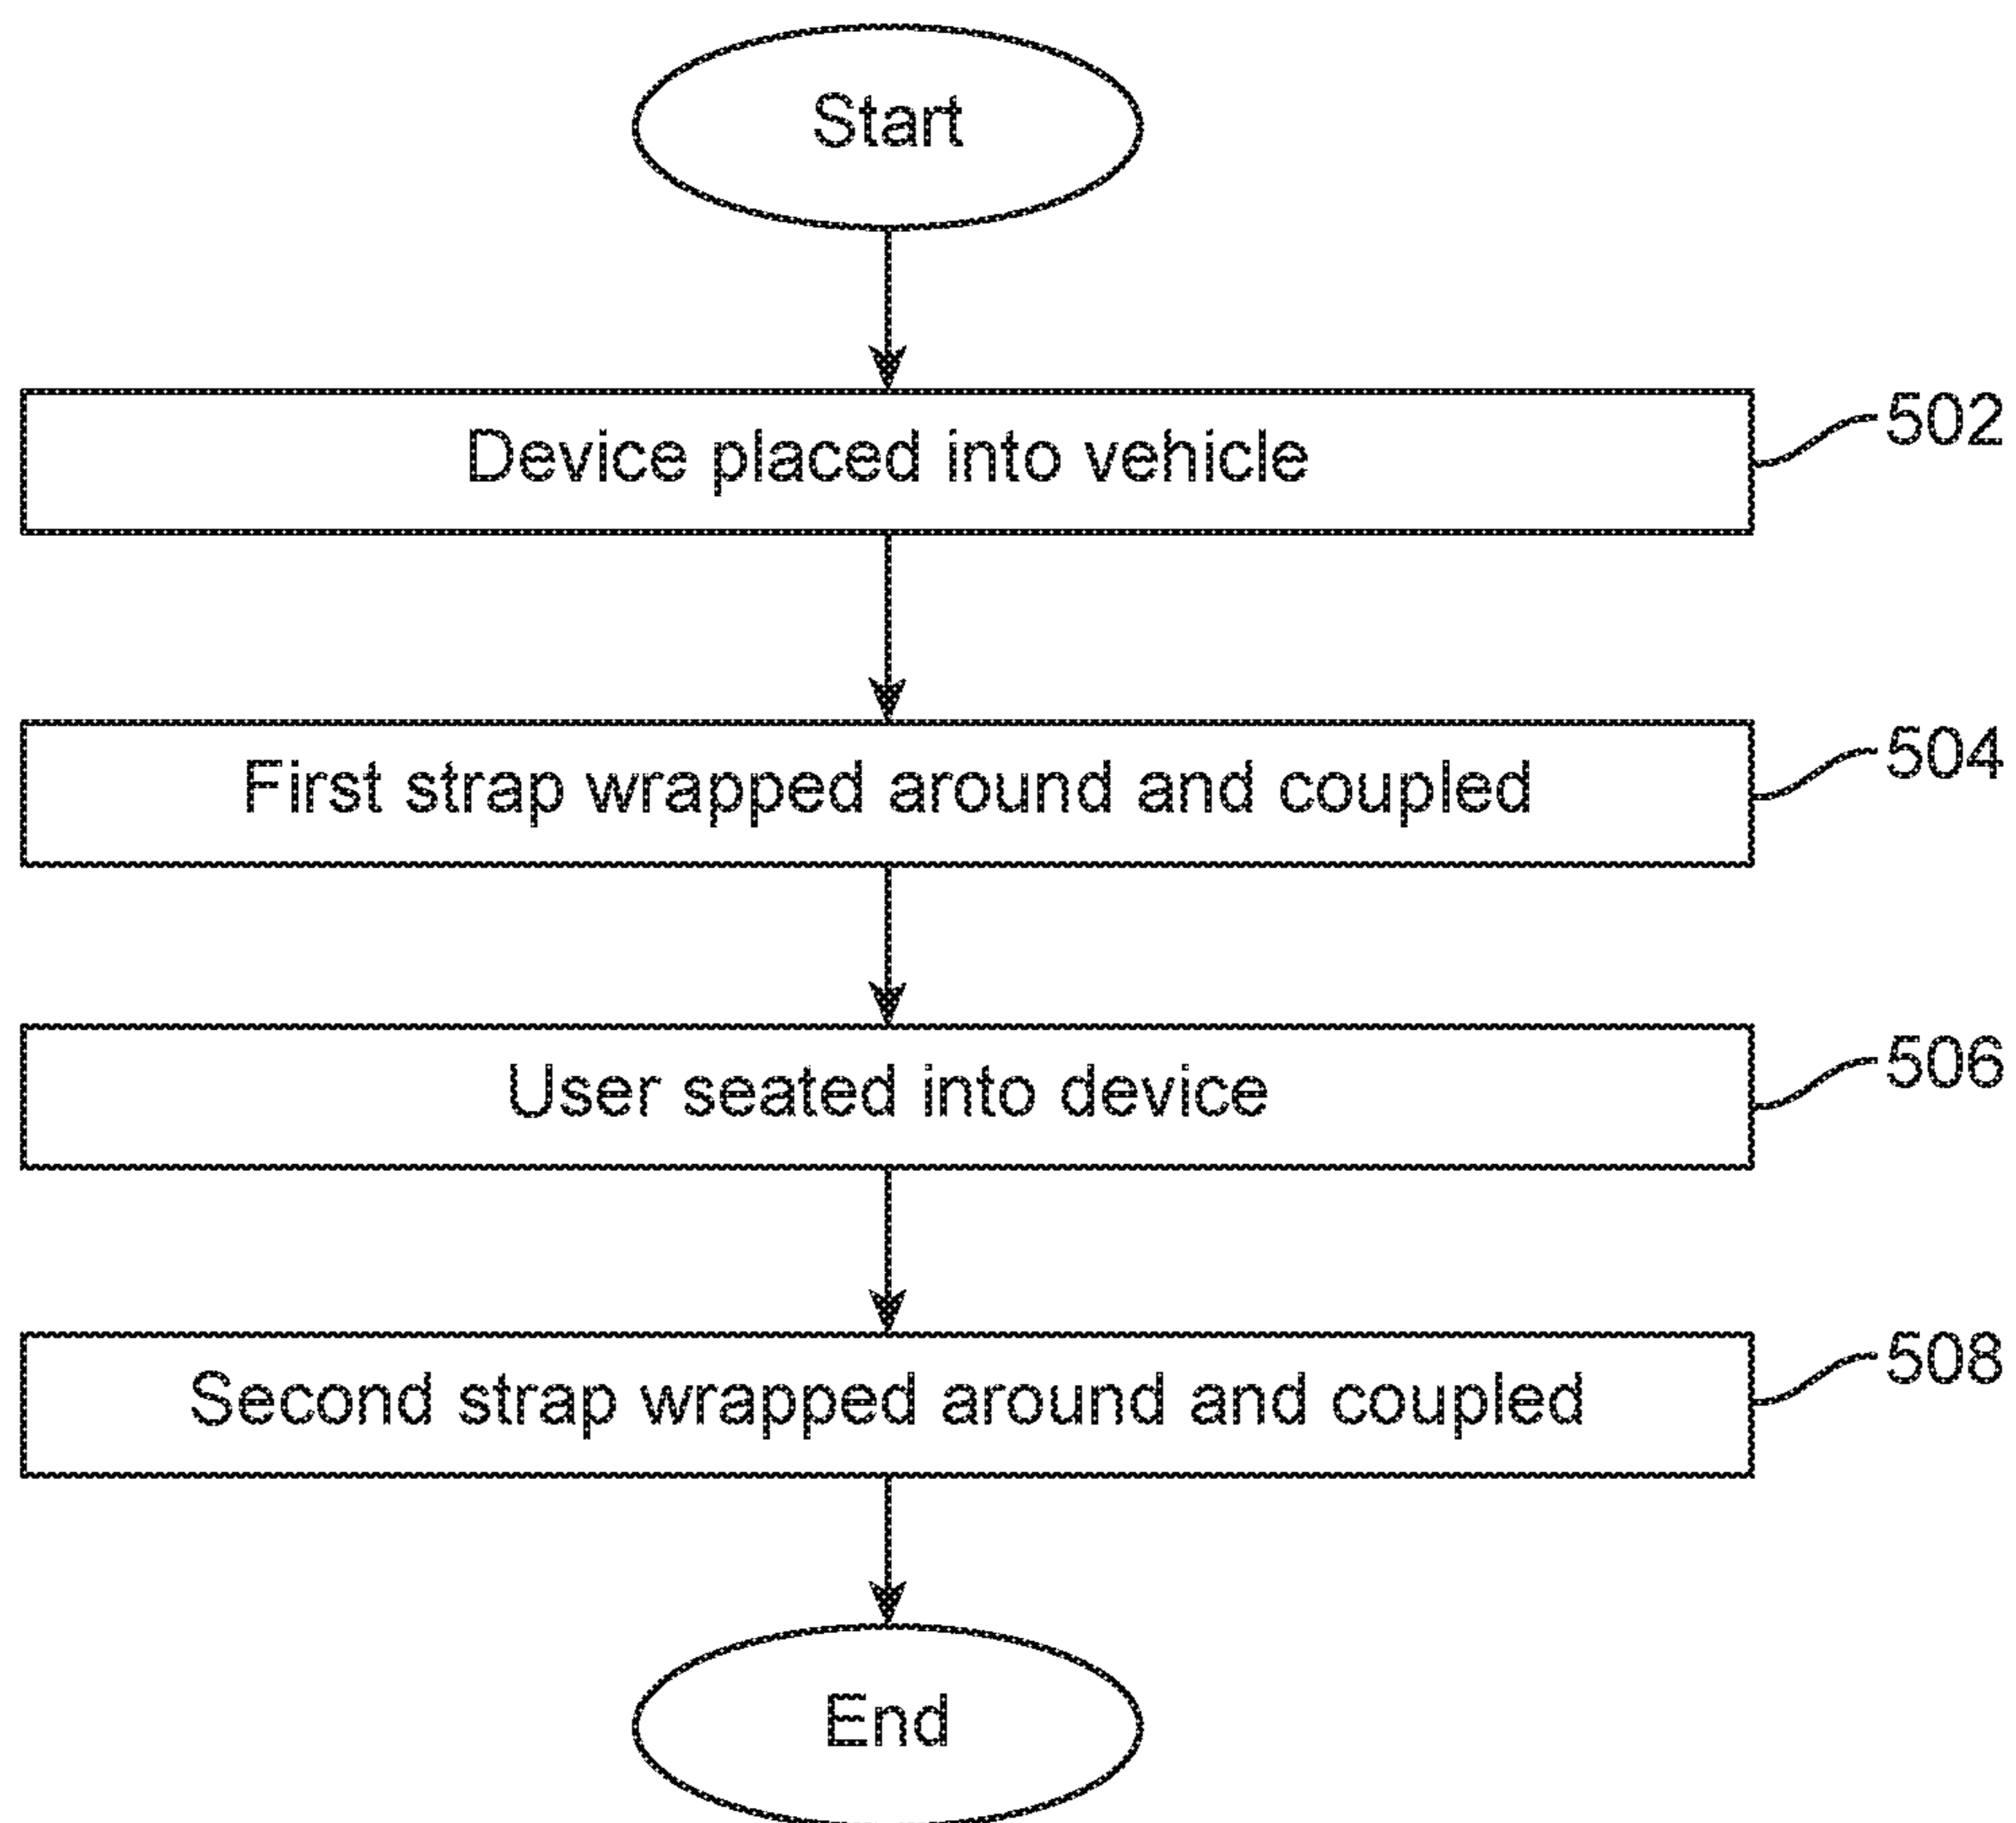 Start
Device placed into vehicle
502
First strap wrapped around and coupled
504
User seated into device
506
Second strap wrapped around and coupled
508
End